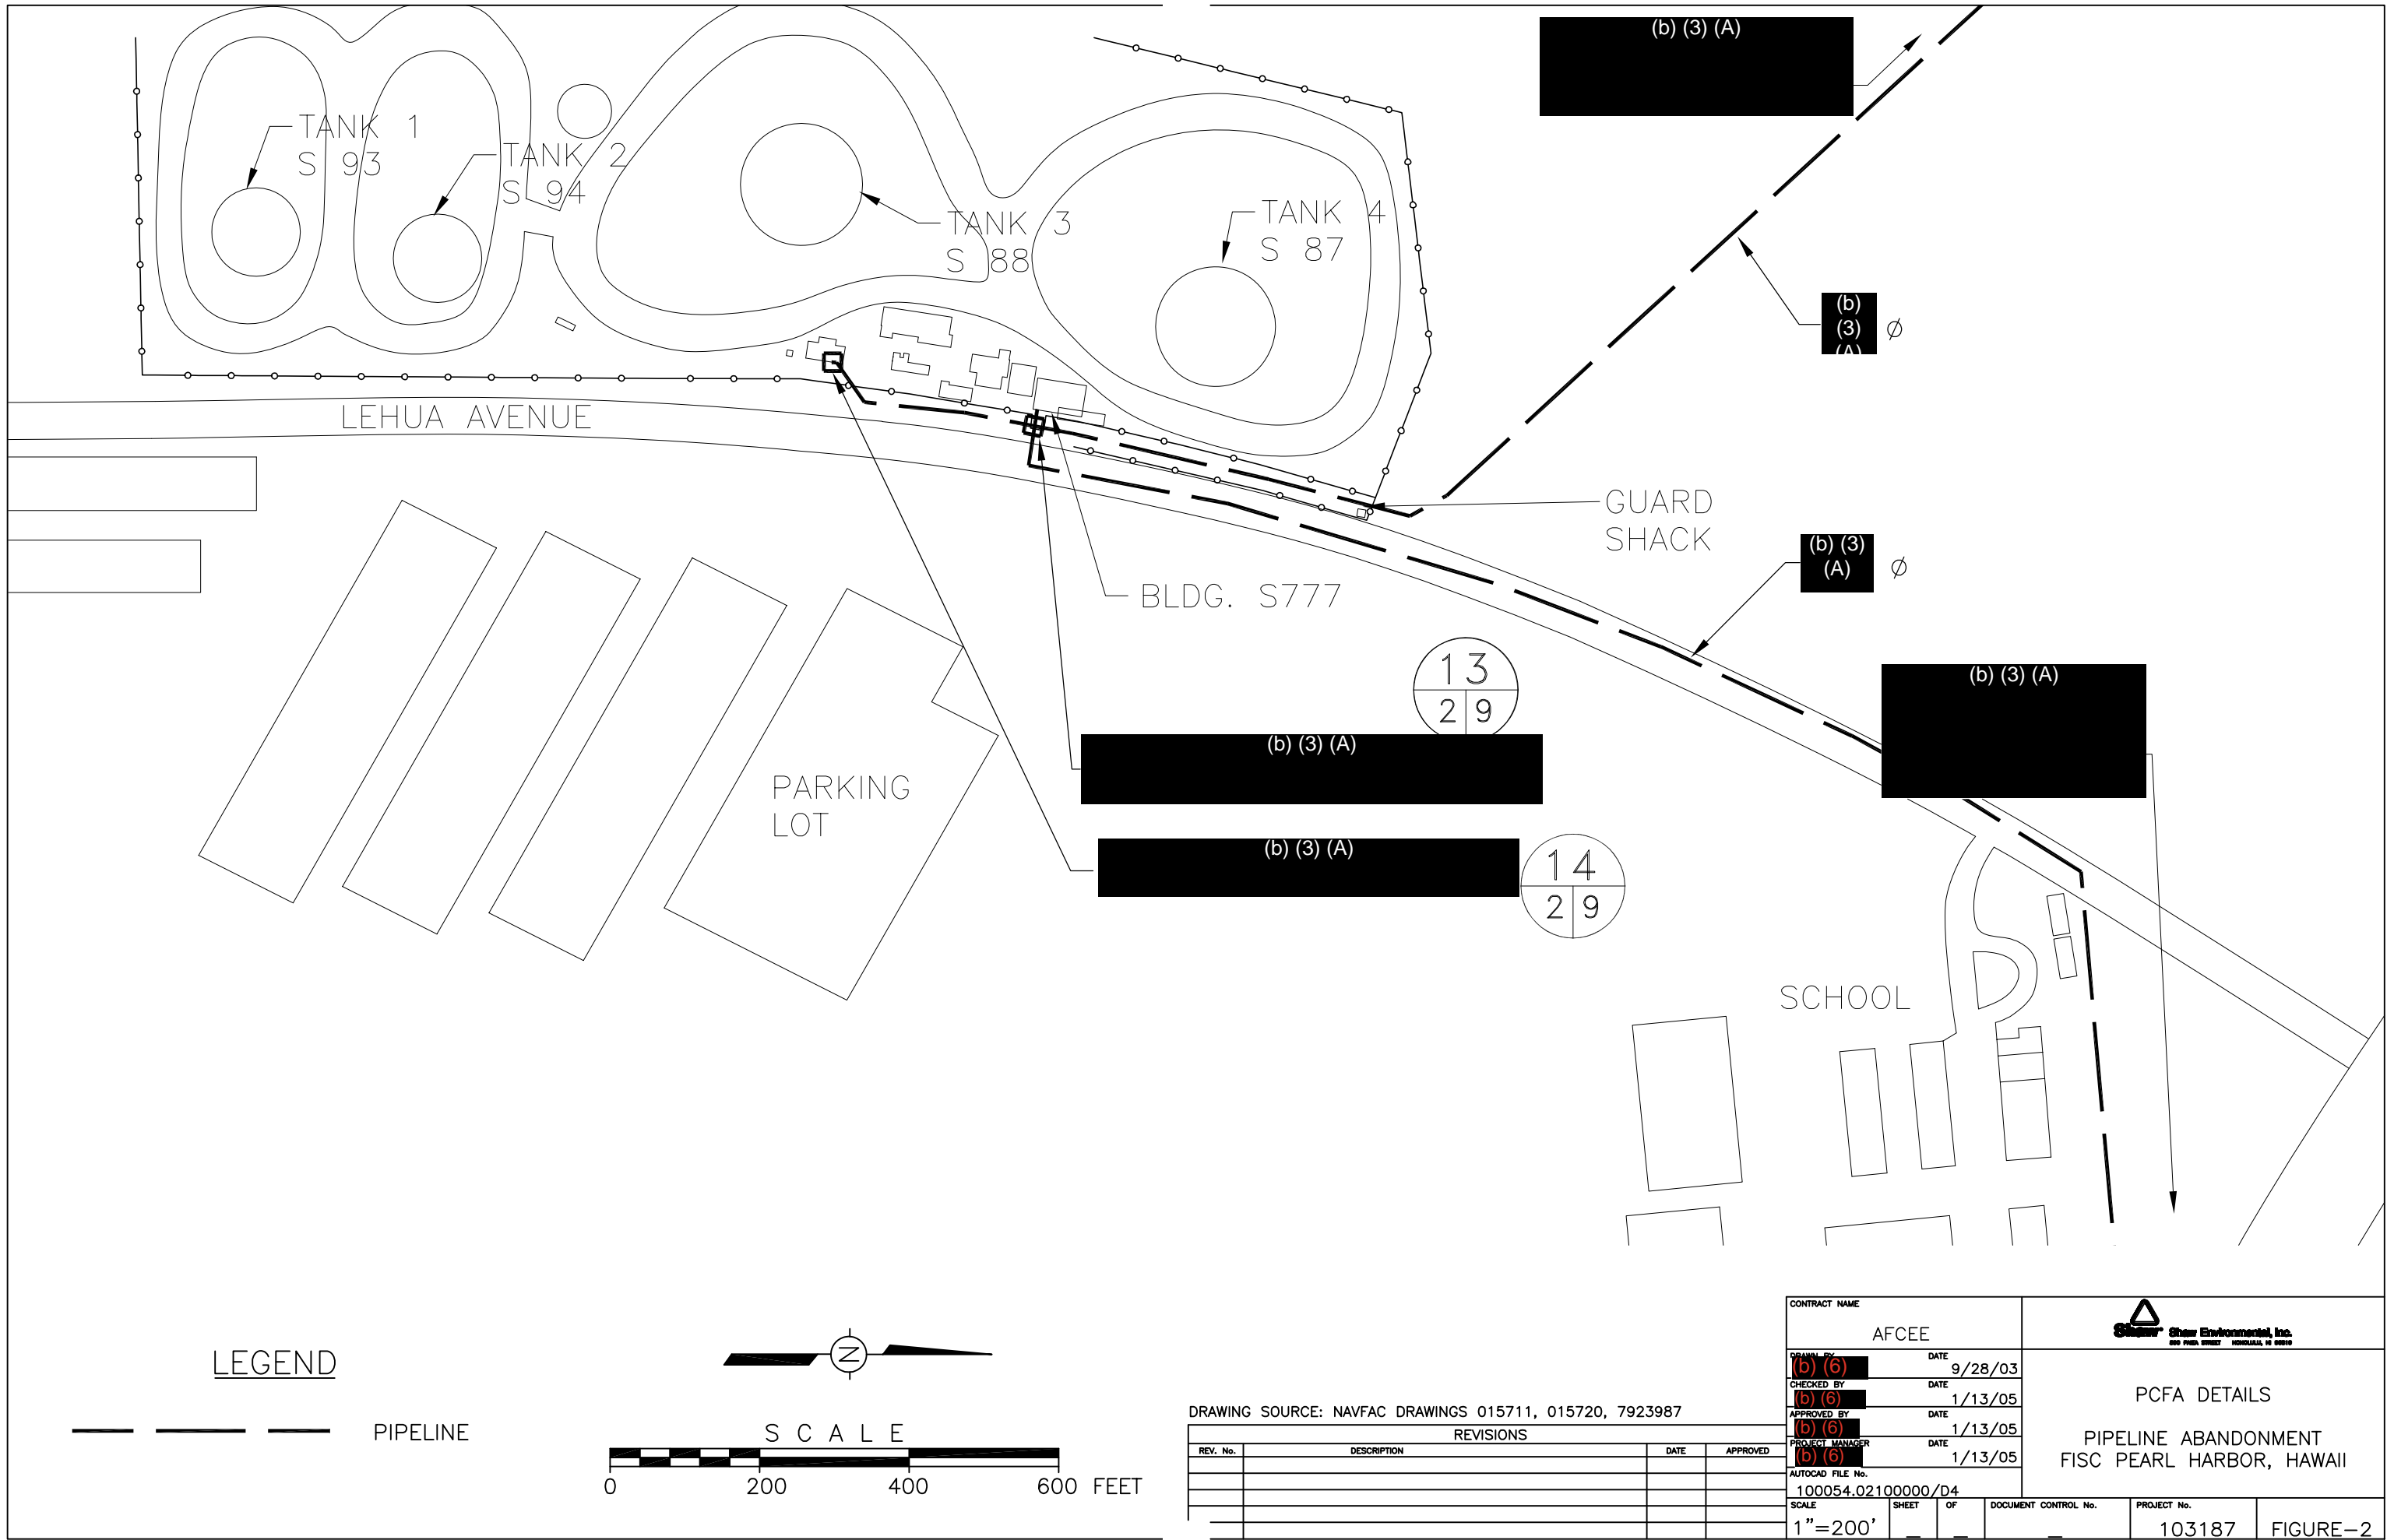 (b) (3) (A)
TANK 1
S 93
TANK 2
S 94
TANK 3
S 88
TANK 4
S 87
(b)
(3)
(A)
Ø
LEHUA AVENUE
GUARD
SHACK
(b) (3)
(A)
Ø
BLDG. S777
13
2 9
(b) (3) (A)
(b) (3) (A)
PARKING
LOT
(b) (3) (A)
14
2 9
SCHOOL
LEGEND
PIPELINE
N
SCALE
0 200 400 600 FEET
DRAWING SOURCE: NAVFAC DRAWINGS 015711, 015720, 7923987
REVISIONS
REV. No. DESCRIPTION DATE APPROVED
CONTRACT NAME
AFCEE
Shaw Shaw Environmental, Inc.
DRAWN BY DATE
(b) (6) 9/28/03
CHECKED BY DATE
(b) (6) 1/13/05
APPROVED BY DATE
(b) (6) 1/13/05
PROJECT MANAGER DATE
(b) (6) 1/13/05
AUTOCAD FILE No.
100054.02100000/D4
PCFA DETAILS
PIPELINE ABANDONMENT
FISC PEARL HARBOR, HAWAII
SCALE SHEET OF DOCUMENT CONTROL No. PROJECT No.
1"=200' _ _ _ 103187 FIGURE-2